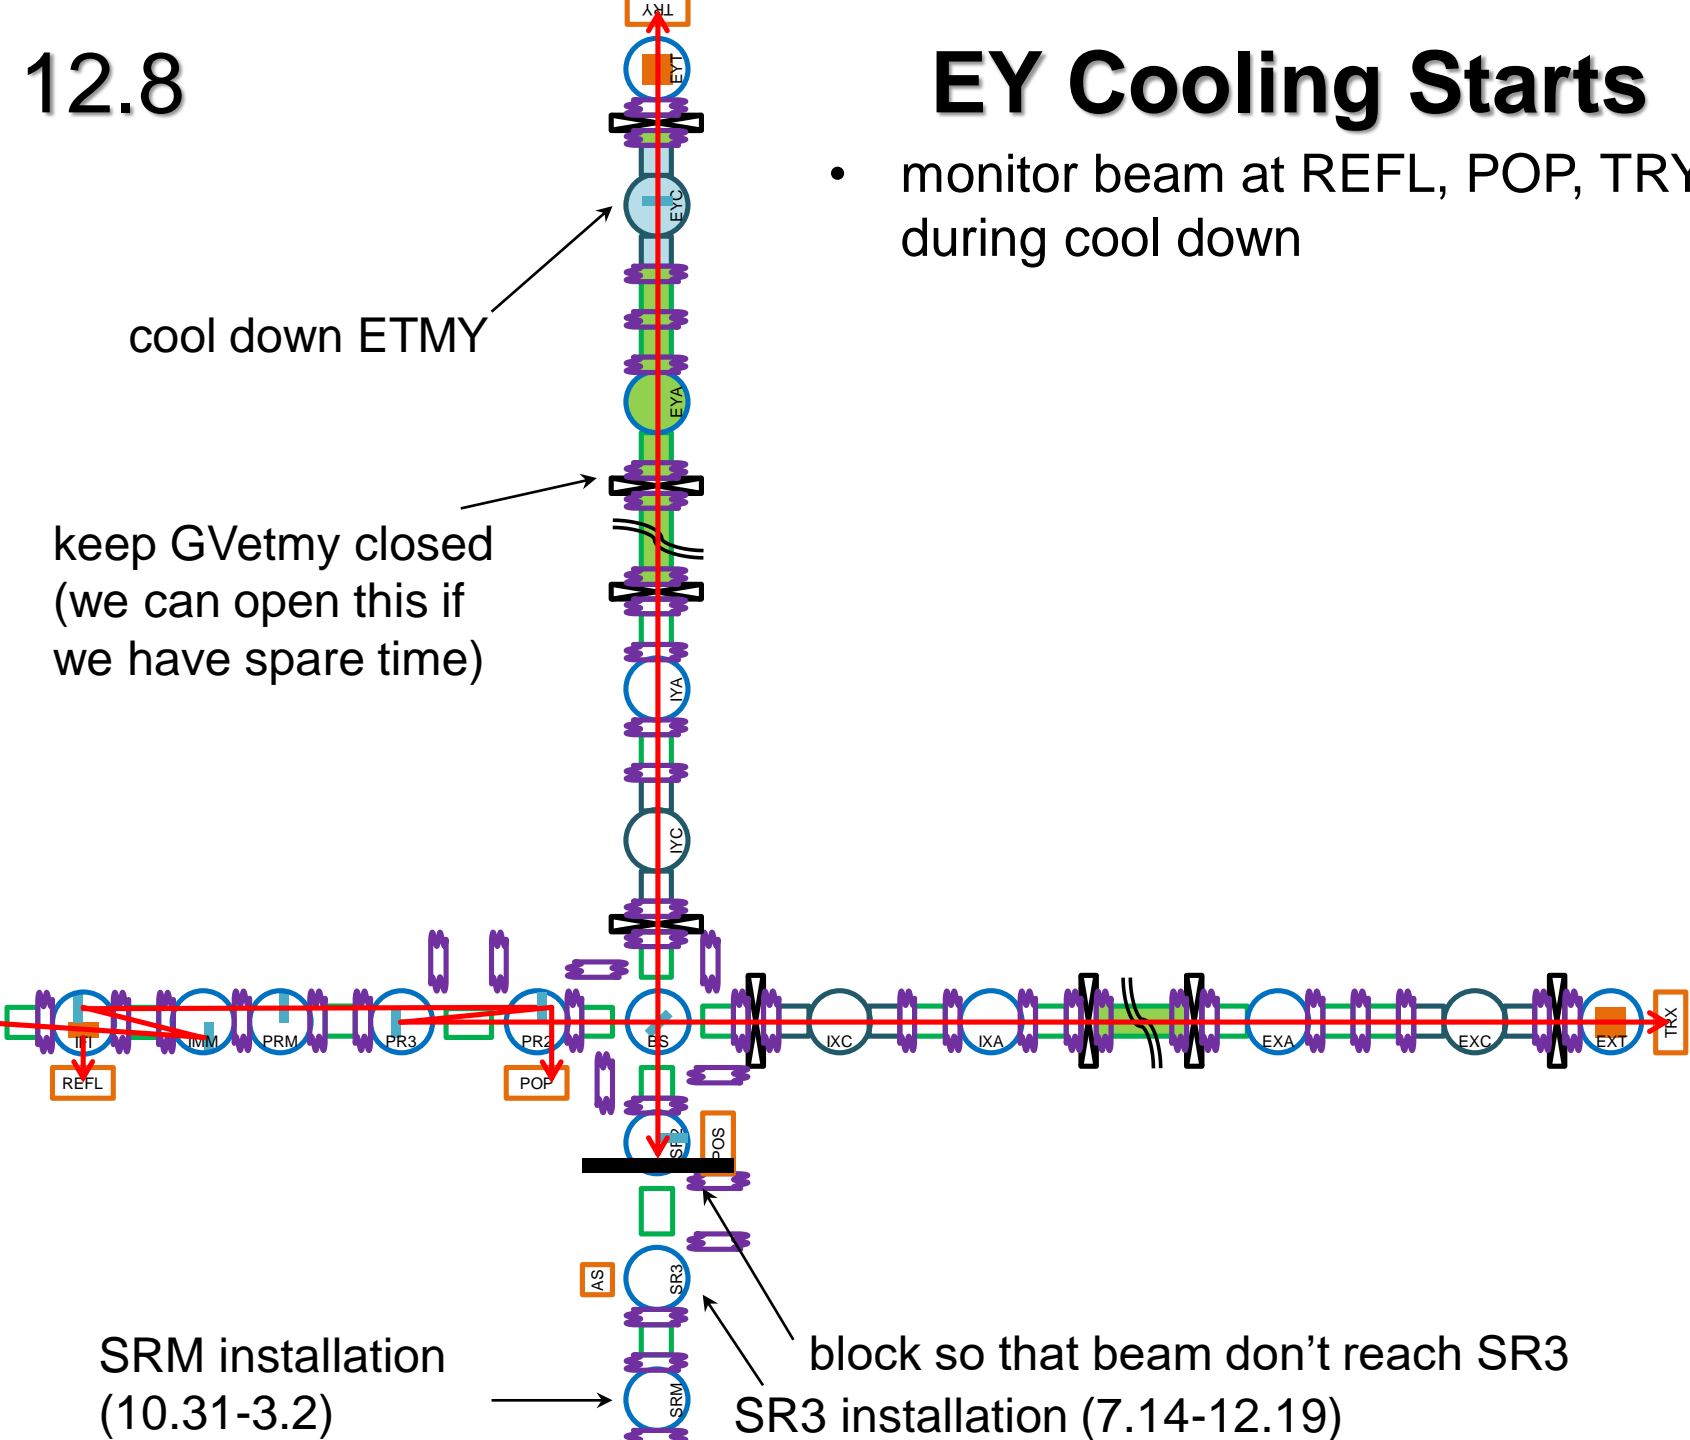 12.8
EY Cooling Starts
• monitor beam at REFL, POP, TRY
during cool down
TRY
EYT
EYC
cool down ETMY
EYA
keep GVetmy closed
(we can open this if
we have spare time)
IYA
IYC
IFI
IMM
PRM
PR3
PR2
BS
IXC
IXA
EXA
EXC
EXT
TRX
REFL
POP
SR2
POS
AS
SR3
SRM installation
(10.31-3.2)
SRM
block so that beam don't reach SR3
SR3 installation (7.14-12.19)